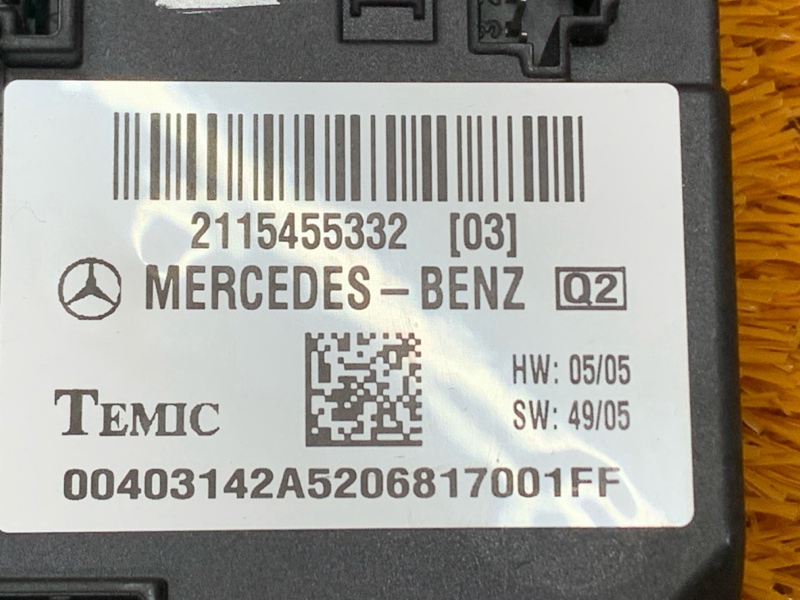 2115455332 [03]
MERCEDES-BENZ Q2
HW: 05/05
TEMIC
SW: 49/05
00403142A5206817001FF